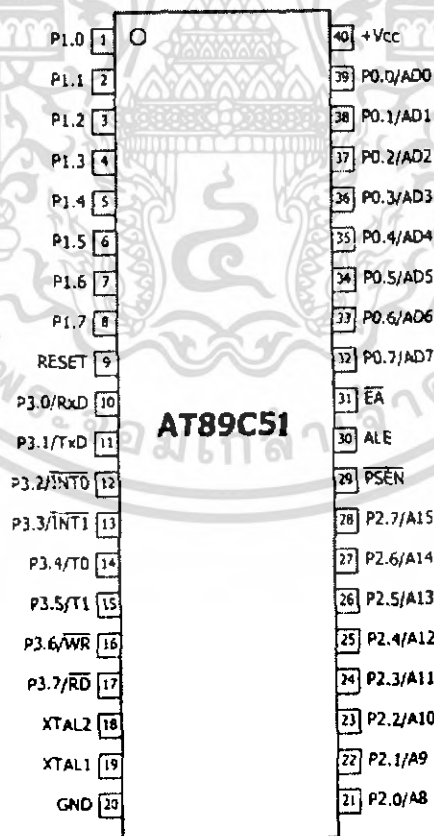 P1.0 1
P1.1 2
P1.2 3
P1.3 4
P1.4 5
P1.5 6
P1.6 7
P1.7 8
RESET 9
P3.0/RxD 10
P3.1/TxD 11
P3.2/I̅N̅T̅0̅ 12
P3.3/I̅N̅T̅1̅ 13
P3.4/T0 14
P3.5/T1 15
P3.6/W̅R̅ 16
P3.7/R̅D̅ 17
XTAL2 18
XTAL1 19
GND 20
AT89C51
40 +Vcc
39 P0.0/AD0
38 P0.1/AD1
37 P0.2/AD2
36 P0.3/AD3
35 P0.4/AD4
34 P0.5/AD5
33 P0.6/AD6
32 P0.7/AD7
31 E̅A̅
30 ALE
29 P̅S̅E̅N̅
28 P2.7/A15
27 P2.6/A14
26 P2.5/A13
25 P2.4/A12
24 P2.3/A11
23 P2.2/A10
22 P2.1/A9
21 P2.0/A8